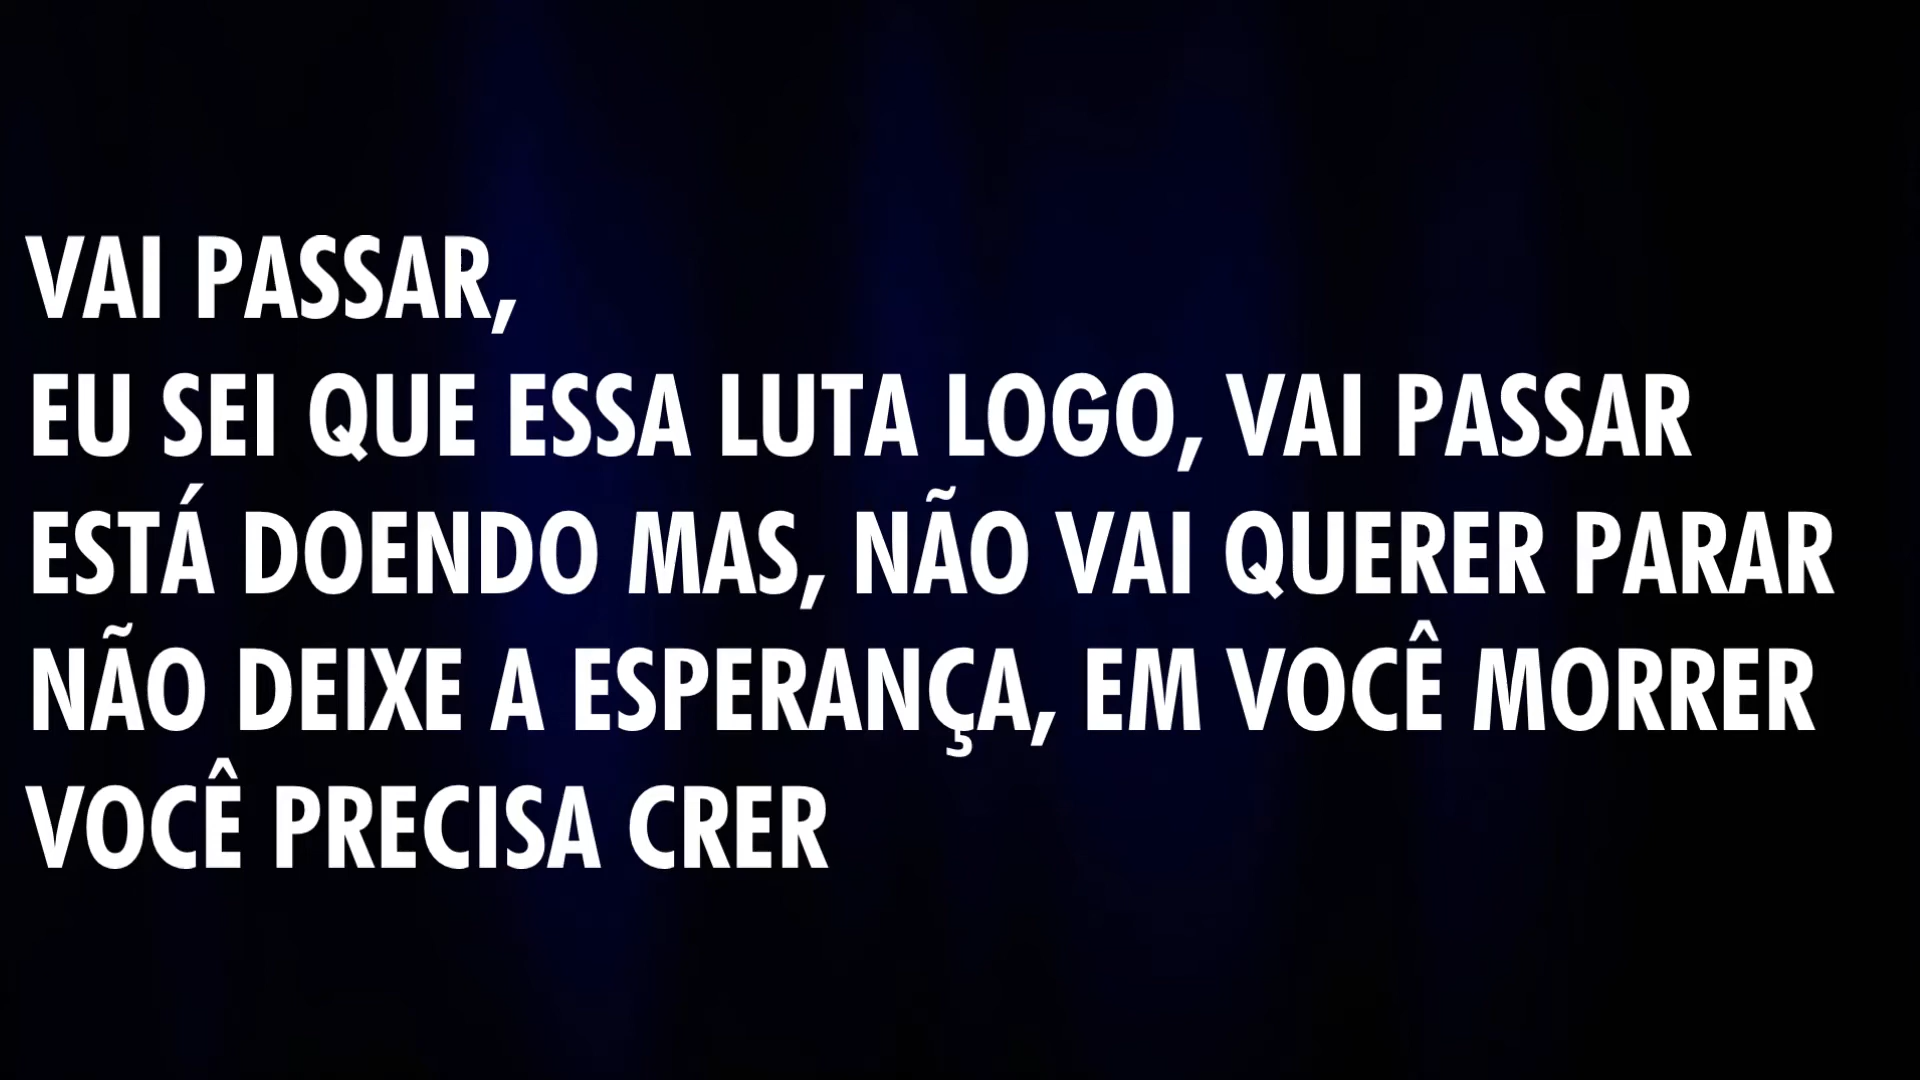 VAI PASSAR,
EU SEI QUE ESSA LUTA LOGO, VAI PASSAR
ESTÁ DOENDO MAS, NÃO VAI QUERER PARAR
NÃO DEIXE A ESPERANÇA, EM VOCÊ MORRER
VOCÊ PRECISA CRER